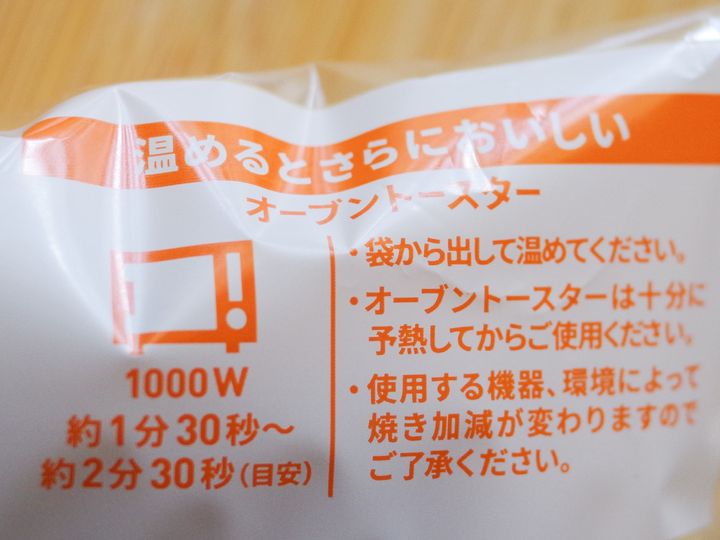 温めるとさらにおいしい
オーブントースター
1000W
約1分30秒～
約2分30秒(目安)
・袋から出して温めてください。
・オーブントースターは十分に
予熱してからご使用ください。
・使用する機器、環境によって
焼き加減が変わりますので
ご了承ください。